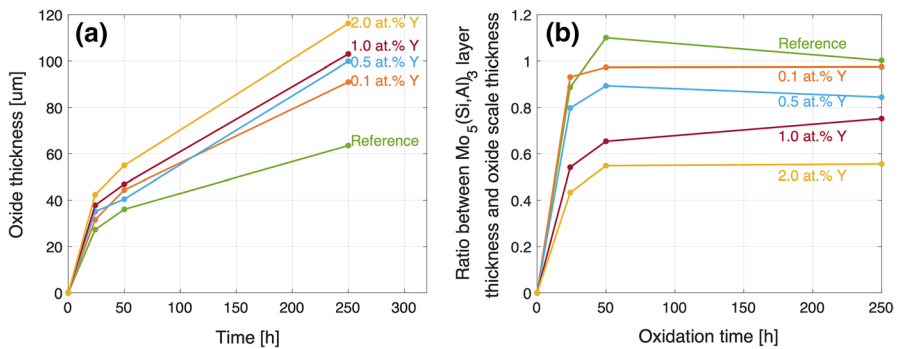 (a)
120
100
80
60
40
20
0
0
50
100
150
200
250
300
Oxide thickness [um]
Time [h]
2.0 at.% Y
1.0 at.% Y
0.5 at.% Y
0.1 at.% Y
Reference
(b)
1.2
1
0.8
0.6
0.4
0.2
0
0
50
100
150
200
250
Ratio between Mo5(Si,Al)3 layer
thickness and oxide scale thickness
Oxidation time [h]
Reference
0.1 at.% Y
0.5 at.% Y
1.0 at.% Y
2.0 at.% Y